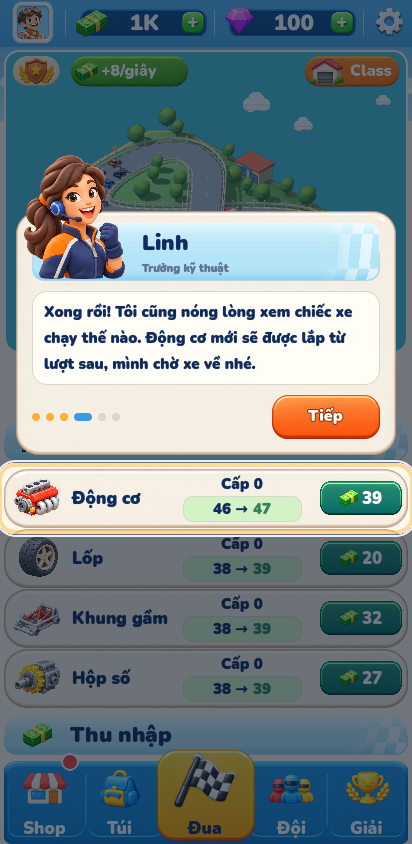 1K
100
+8/giây
Class
Linh
Trưởng kỹ thuật
Xong rồi! Tôi cũng nóng lòng xem chiếc xe
chạy thế nào. Động cơ mới sẽ được lắp từ
lượt sau, mình chờ xe về nhé.
Tiếp
Động cơ
Cấp 0
46 → 47
39
Lốp
Cấp 0
38 → 39
20
Khung gầm
Cấp 0
38 → 39
32
Hộp số
Cấp 0
38 → 39
27
Thu nhập
Shop
Túi
Đua
Đội
Giải